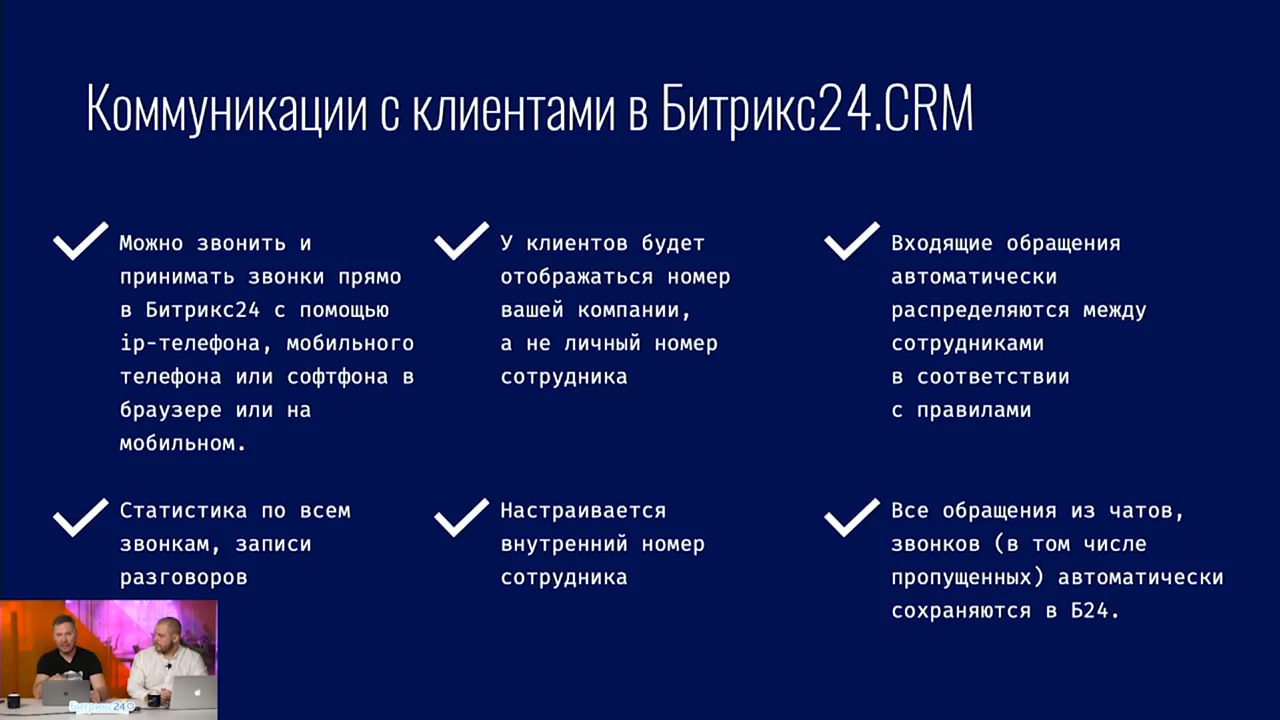 Коммуникации с клиентами в Битрикс24.CRM
Можно звонить и
принимать звонки прямо
в Битрикс24 с помощью
ip-телефона, мобильного
телефона или софтфона в
браузере или на
мобильном.
У клиентов будет
отображаться номер
вашей компании,
а не личный номер
сотрудника
Входящие обращения
автоматически
распределяются между
сотрудниками
в соответствии
с правилами
Статистика по всем
звонкам, записи
разговоров
Настраивается
внутренний номер
сотрудника
Все обращения из чатов,
звонков (в том числе
пропущенных) автоматически
сохраняются в Б24.
Битрикс24